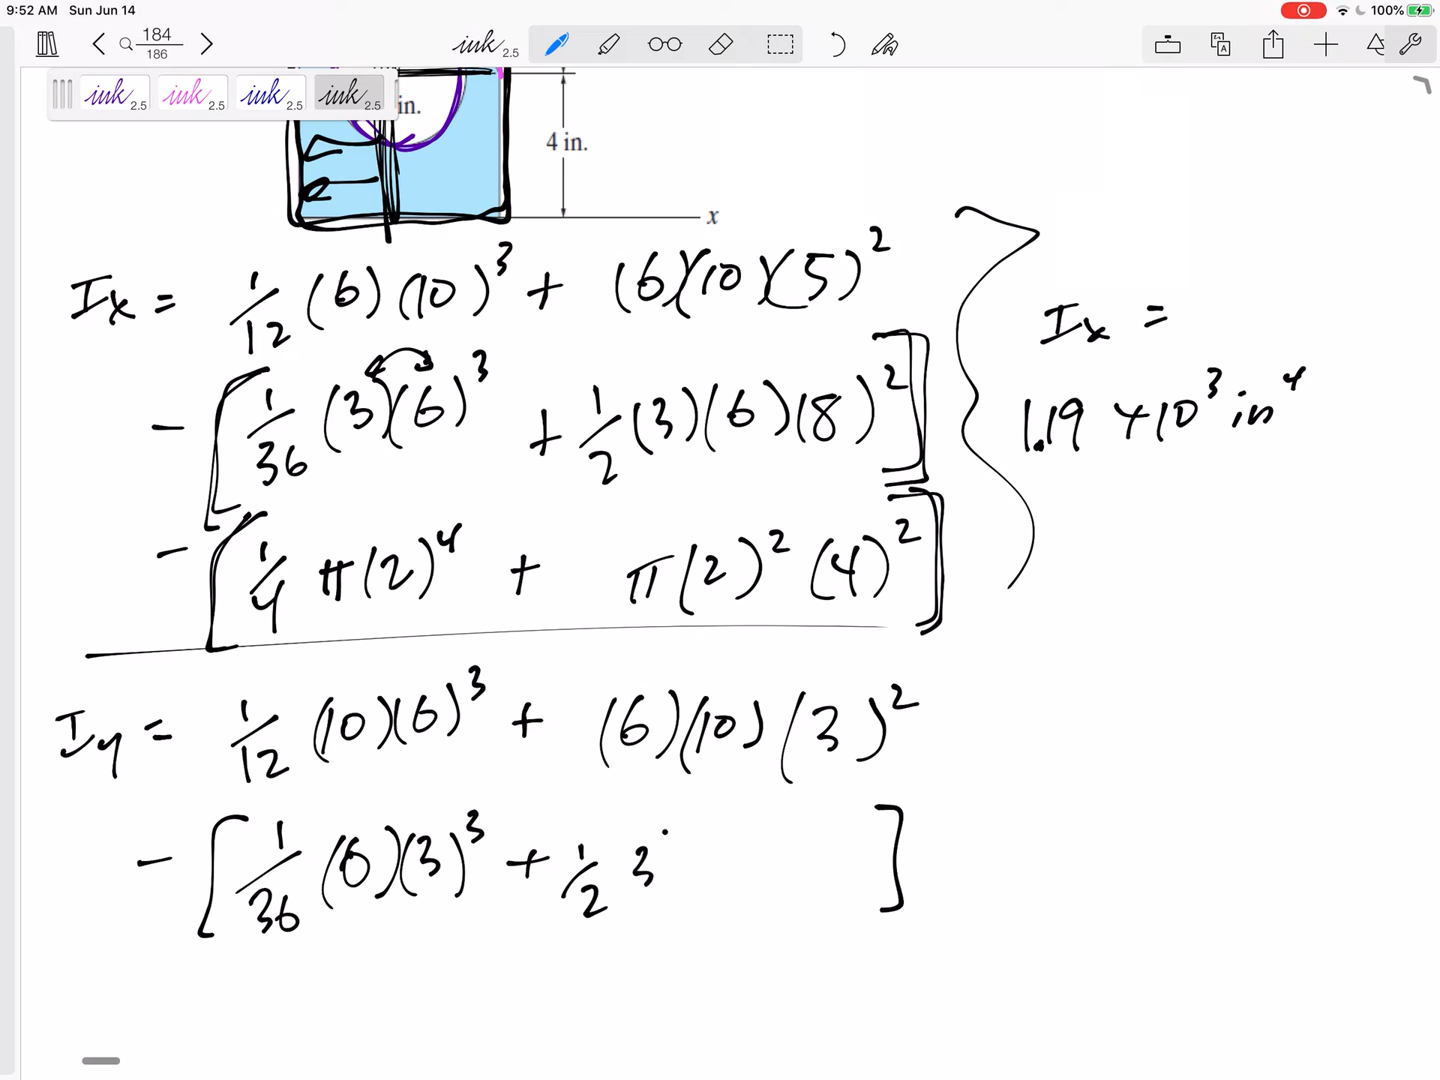 9:52 AM Sun Jun 14
100%
184
186
ink 2.5
ink 2.5 ink 2.5 ink 2.5 ink 2.5
in.
4 in.
x
Ix = 1/12 (6)(10)^3 + (6)(10)(5)^2
- [1/36 (3)(6)^3 + 1/2 (3)(6)(8)^2]
- [1/4 π(2)^4 + π(2)^2 (4)^2]
Ix =
1.19 x10^3 in^4
Iy = 1/12 (10)(6)^3 + (6)(10)(3)^2
- [1/36 (6)(3)^3 + 1/2 3 ]